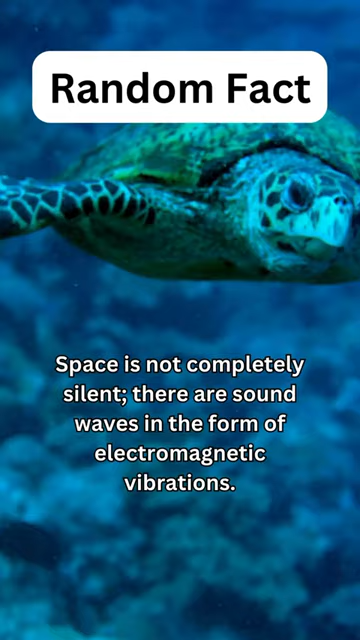 Random Fact
Space is not completely
silent; there are sound
waves in the form of
electromagnetic
vibrations.